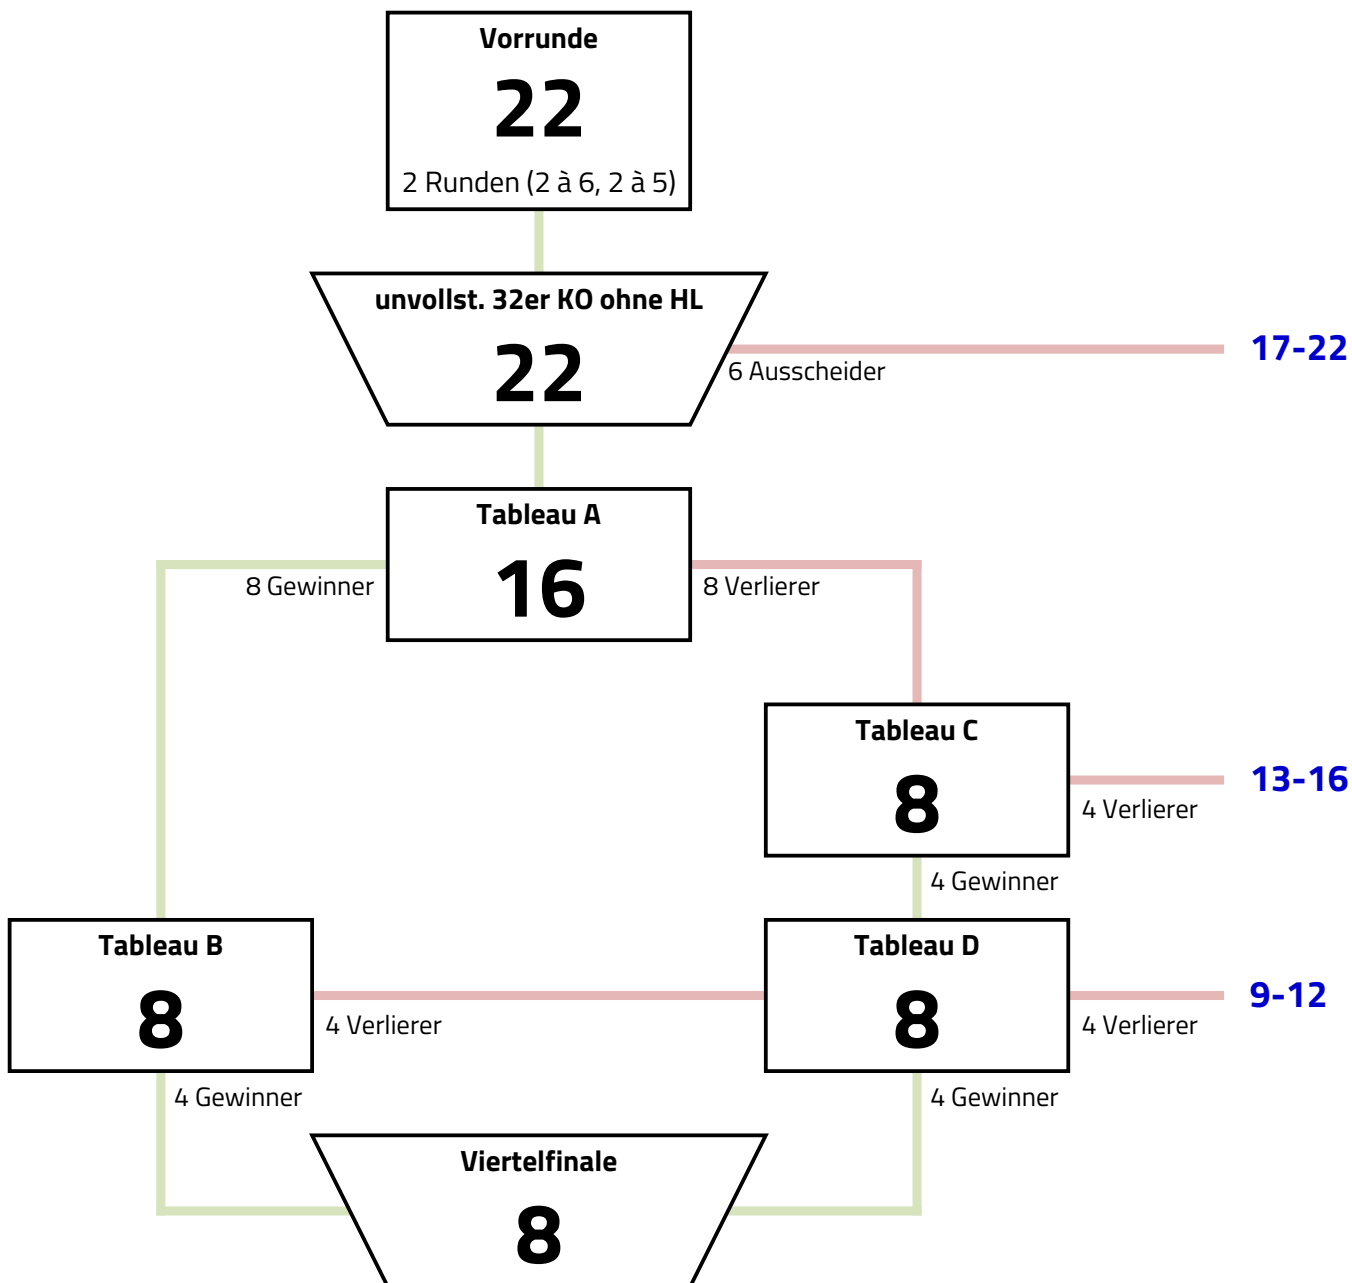 Vorrunde
22
2 Runden (2 à 6, 2 à 5)
unvollst. 32er KO ohne HL
22
6 Ausscheider
17-22
Tableau A
16
8 Gewinner
8 Verlierer
Tableau C
8
4 Verlierer
13-16
4 Gewinner
Tableau B
8
4 Verlierer
4 Gewinner
Tableau D
8
4 Verlierer
9-12
4 Gewinner
Viertelfinale
8